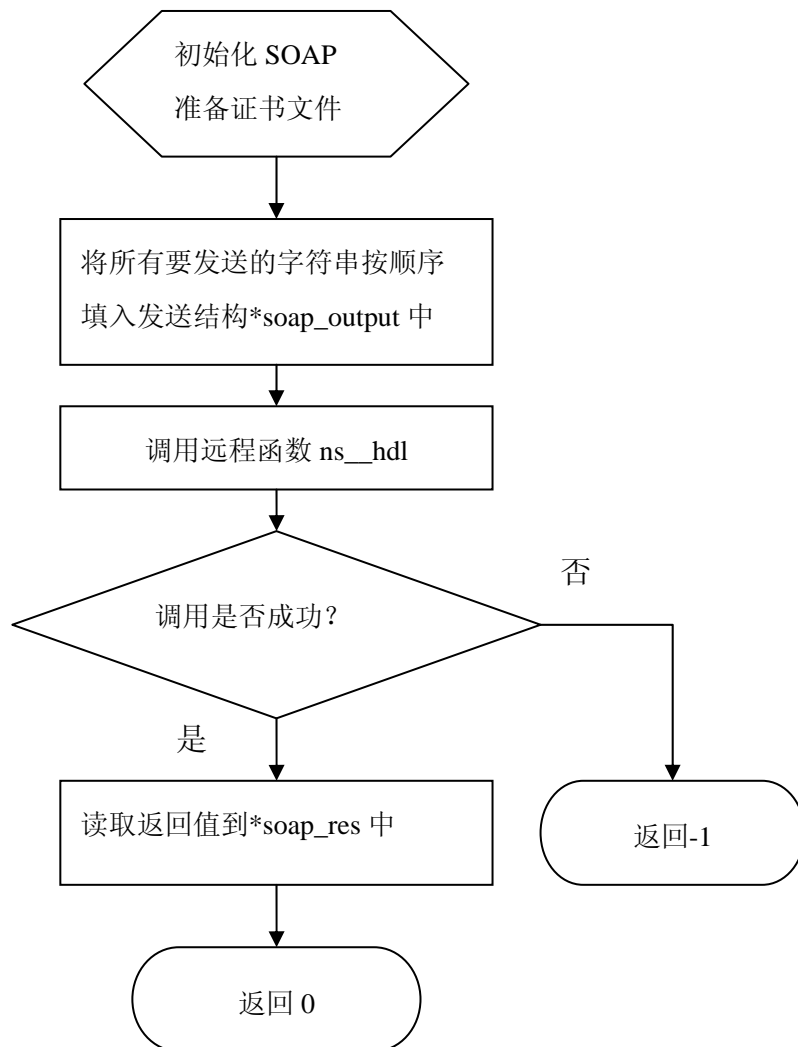 初始化 SOAP
准备证书文件
将所有要发送的字符串按顺序
填入发送结构*soap_output 中
调用远程函数 ns__hdl
调用是否成功？
否
是
读取返回值到*soap_res 中
返回-1
返回 0